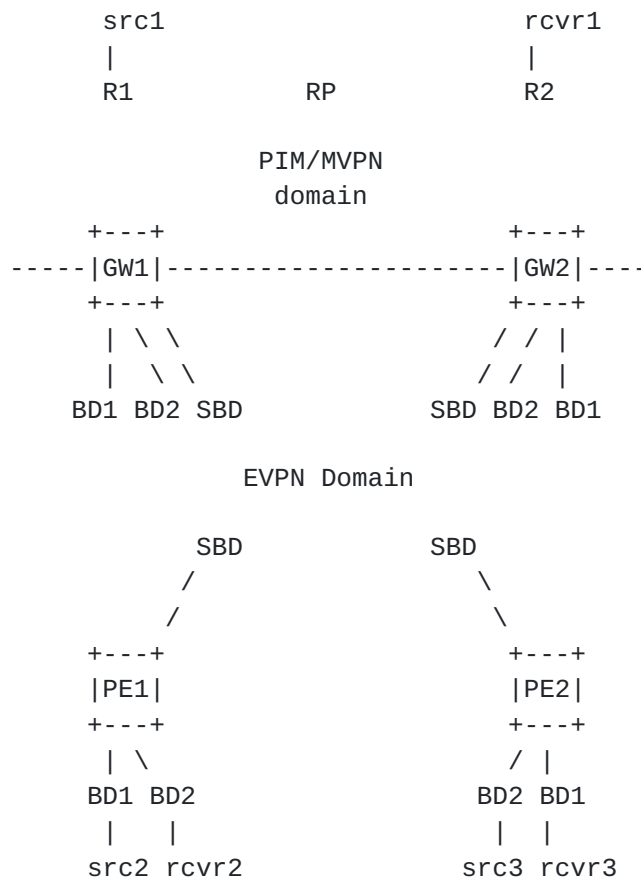 src1 rcvr1
| |
R1 RP R2
PIM/MVPN
domain
+---+ +---+
-----|GW1|----------------------|GW2|----
+---+ +---+
| \ \ / / |
| \ \ / / |
BD1 BD2 SBD SBD BD2 BD1
EVPN Domain
SBD SBD
/ \
/ \
+---+ +---+
|PE1| |PE2|
+---+ +---+
| \ / |
BD1 BD2 BD2 BD1
| | | |
src2 rcvr2 src3 rcvr3